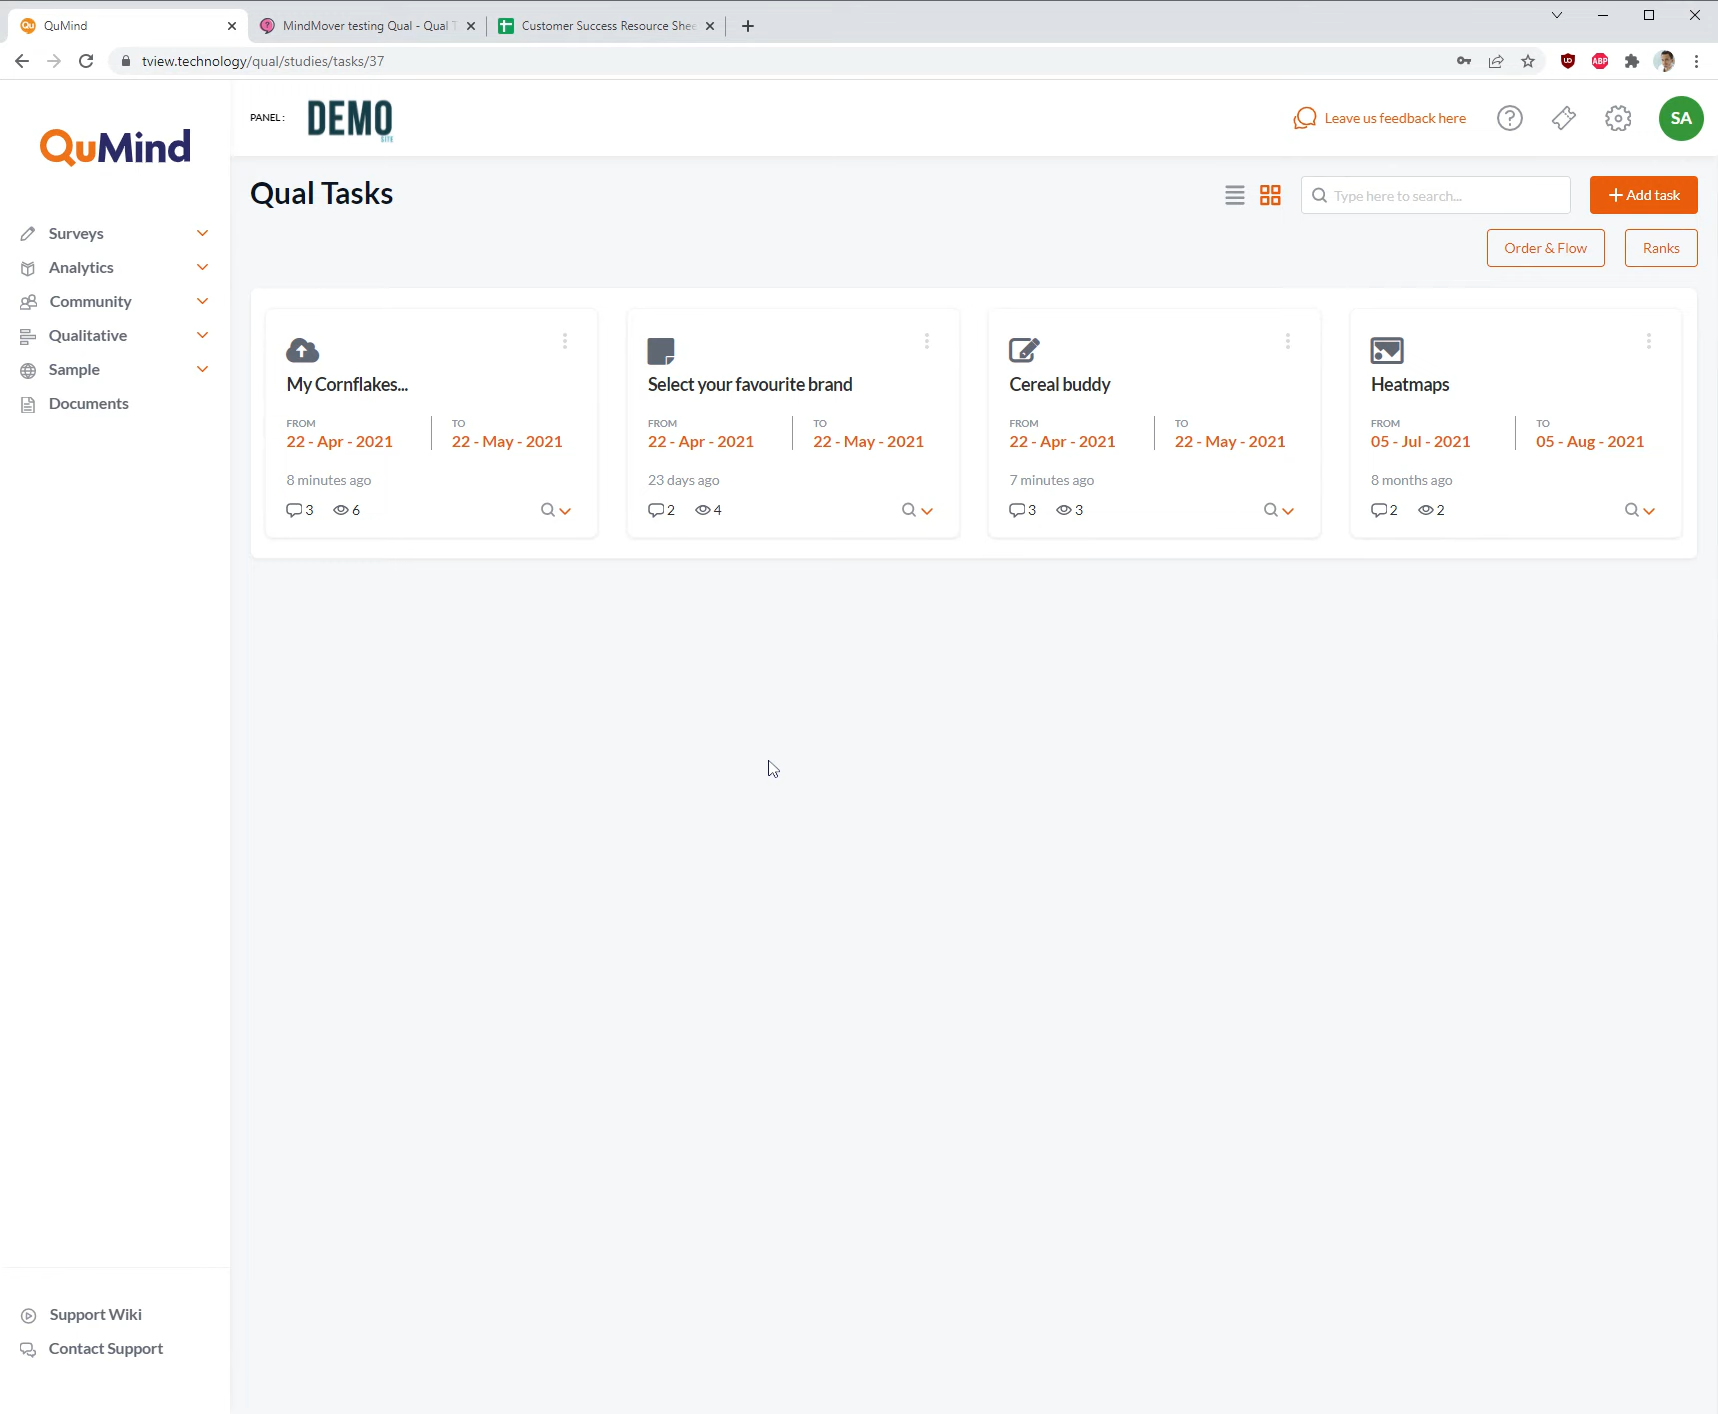 QuMind
MindMover testing Qual - Qual T
Customer Success Resource Shee
tview.technology/qual/studies/tasks/37
QuMind
PANEL :
DEMO
SITE
Leave us feedback here
SA
Surveys
Analytics
Community
Qualitative
Sample
Documents
Qual Tasks
Type here to search...
+ Add task
Order & Flow
Ranks
My Cornflakes...
FROM
TO
22 - Apr - 2021
22 - May - 2021
8 minutes ago
3
6
Select your favourite brand
FROM
TO
22 - Apr - 2021
22 - May - 2021
23 days ago
2
4
Cereal buddy
FROM
TO
22 - Apr - 2021
22 - May - 2021
7 minutes ago
3
3
Heatmaps
FROM
TO
05 - Jul - 2021
05 - Aug - 2021
8 months ago
2
2
Support Wiki
Contact Support